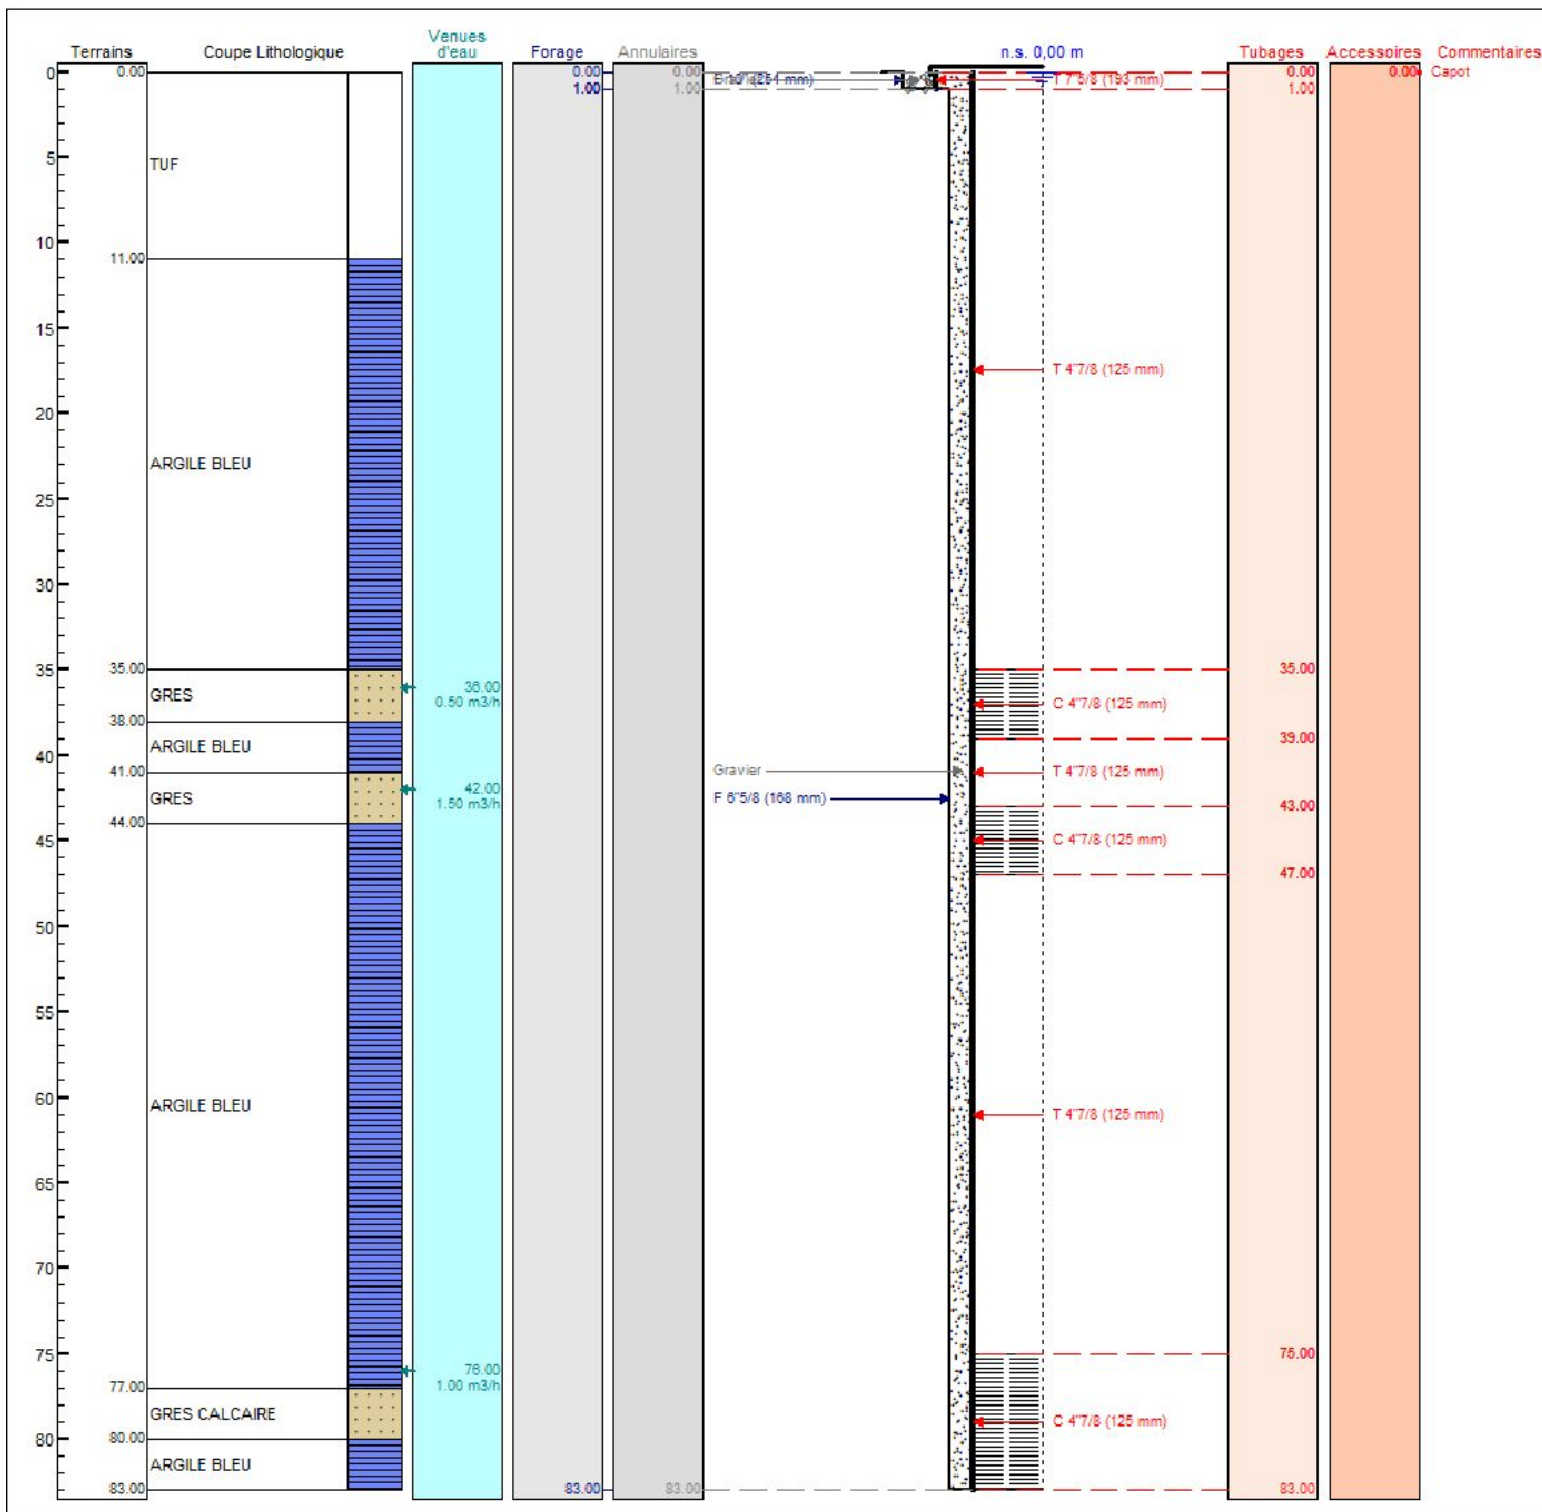 Terrains
Coupe Lithologique
Venues
d'eau
Forage
Annulaires
n.s. 0,00 m
Tubages
Accessoires
Commentaires
0
0.00
0.00
0.00
0.00
0.00
Capot
(254 mm)
T 7"5/8 (193 mm)
1.00
1.00
1.00
5
TUF
10
11.00
15
T 4"7/8 (125 mm)
20
ARGILE BLEU
25
30
35
35.00
35.00
GRES
36.00
0.50 m3/h
C 4"7/8 (125 mm)
38.00
39.00
ARGILE BLEU
40
41.00
Gravier
T 4"7/8 (125 mm)
GRES
42.00
1.50 m3/h
F 6"5/8 (168 mm)
43.00
44.00
45
C 4"7/8 (125 mm)
47.00
50
55
60
ARGILE BLEU
T 4"7/8 (125 mm)
65
70
75
75.00
76.00
1.00 m3/h
77.00
GRES CALCAIRE
C 4"7/8 (125 mm)
80
80.00
ARGILE BLEU
83.00
83.00
83.00
83.00